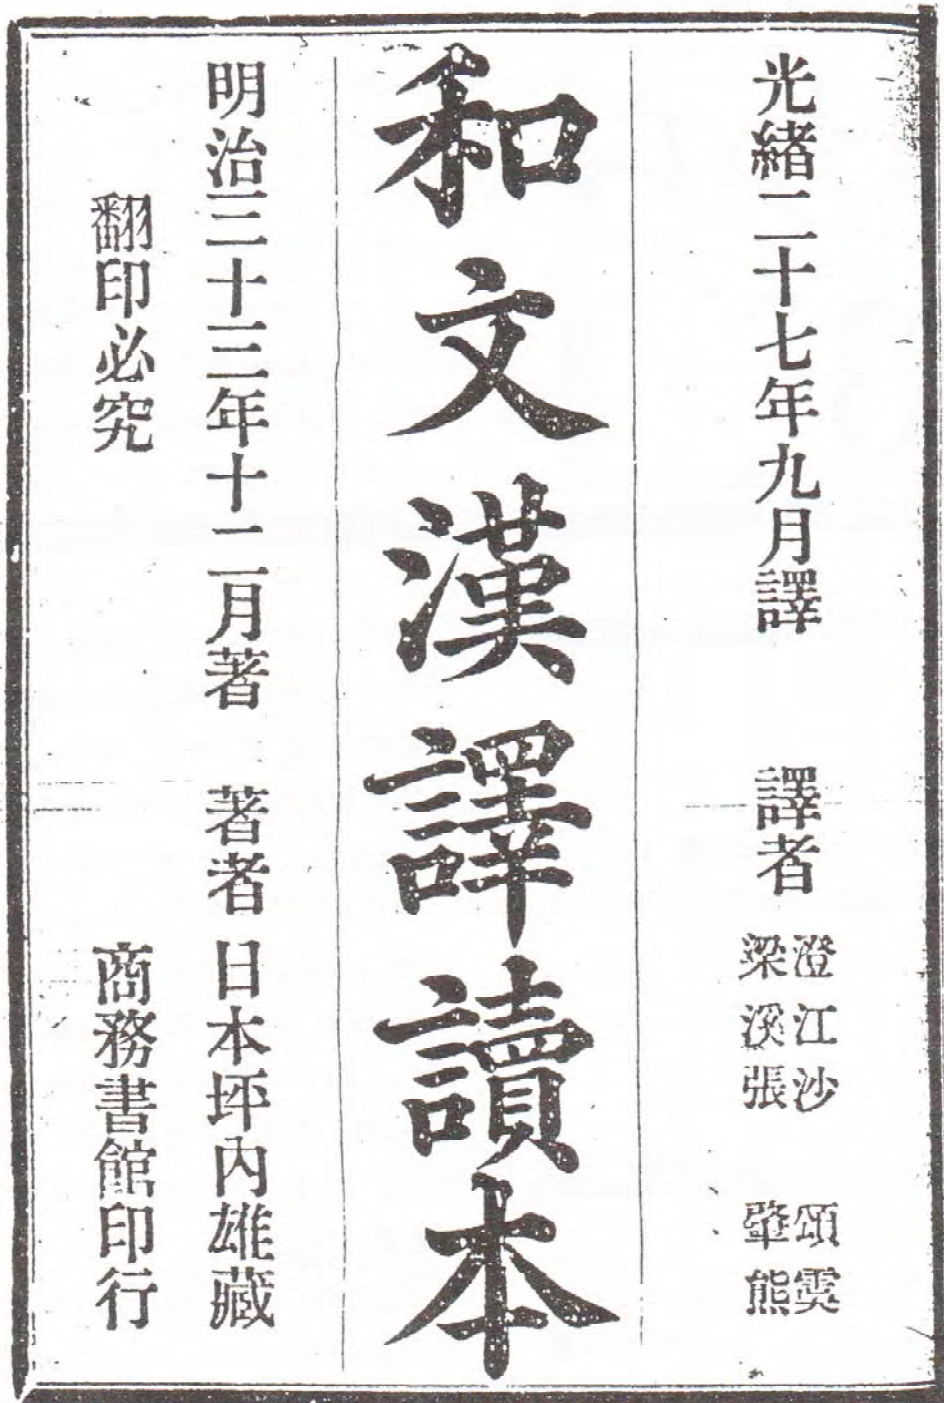 光緒二十七年九月譯　譯者　澄江沙頌霙
梁溪張肇熊
和文漢譯讀本
明治三十三年十一二月著　著者　日本坪內雄藏
翻印必究　商務書館印行